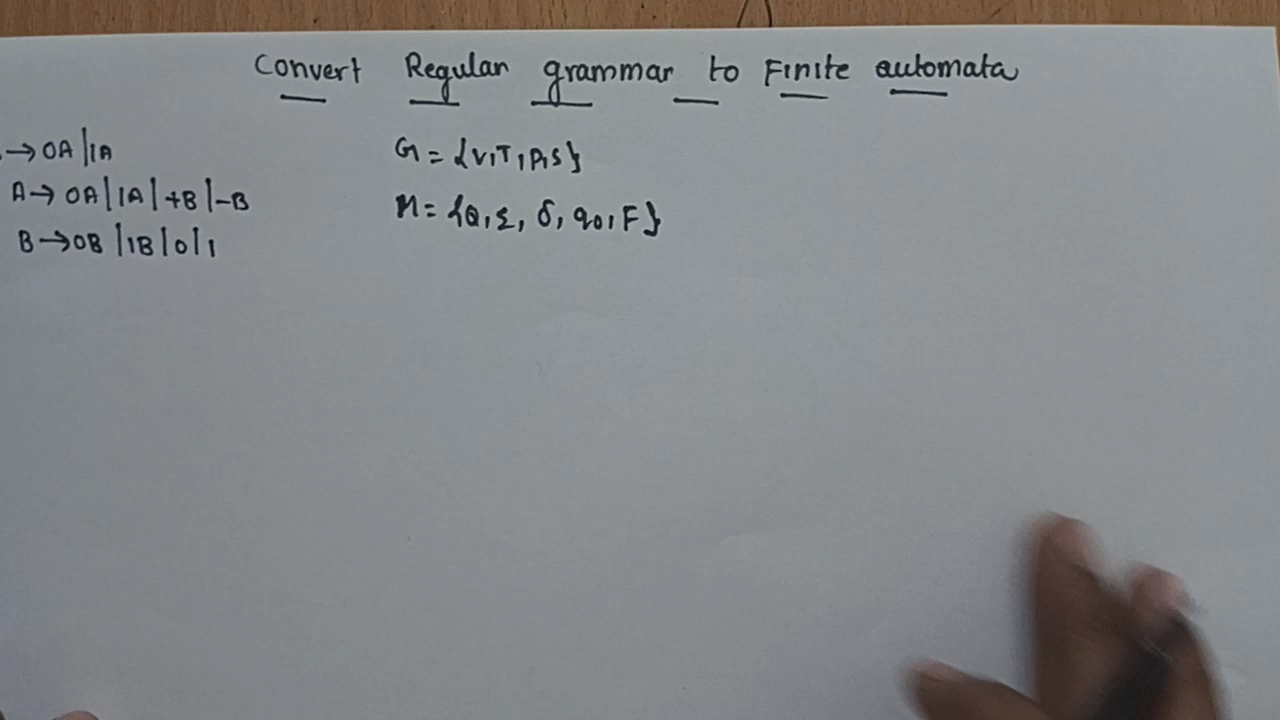 Convert Regular grammar to Finite automata
→ 0A | 1A
A → 0A | 1A | +B | -B
B → 0B | 1B | 0 | 1
G = {V, T, P, S}
M = {Q, Σ, δ, q0, F}